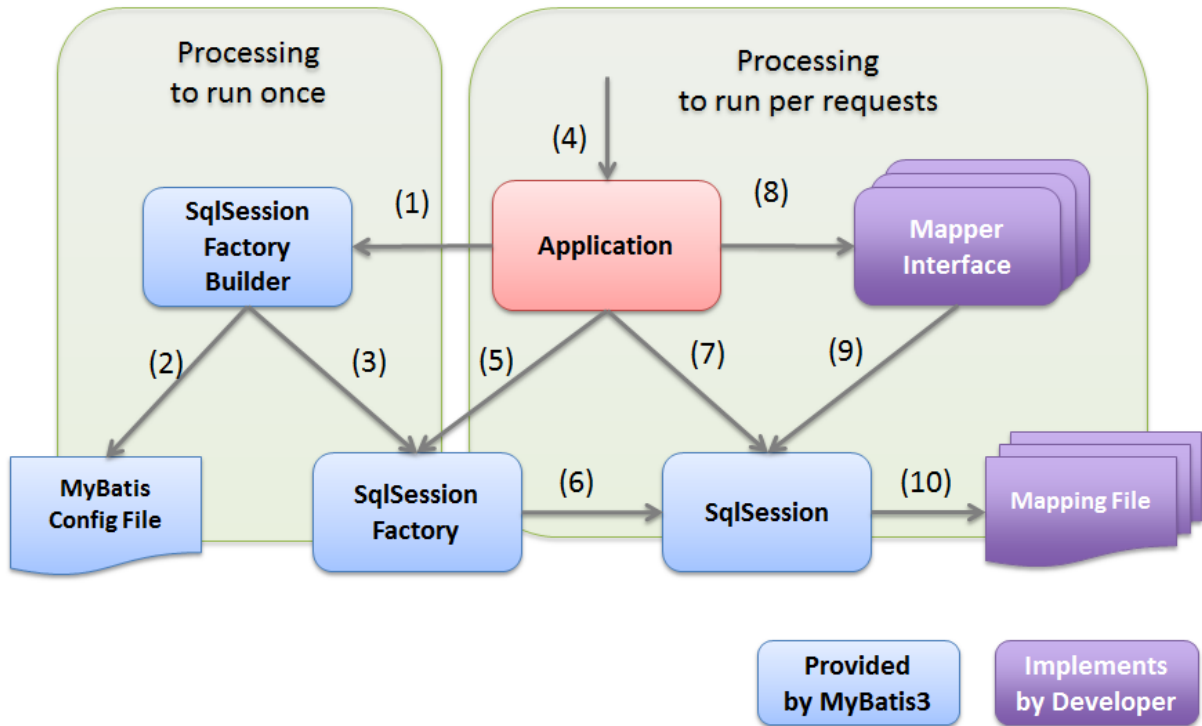 Processing
to run once
Processing
to run per requests
(4)
SqlSession
Factory
Builder
(1)
Application
(8)
Mapper
Interface
(2)
(3)
(5)
(7)
(9)
MyBatis
Config File
SqlSession
Factory
(6)
SqlSession
(10)
Mapping File
Provided
by MyBatis3
Implements
by Developer